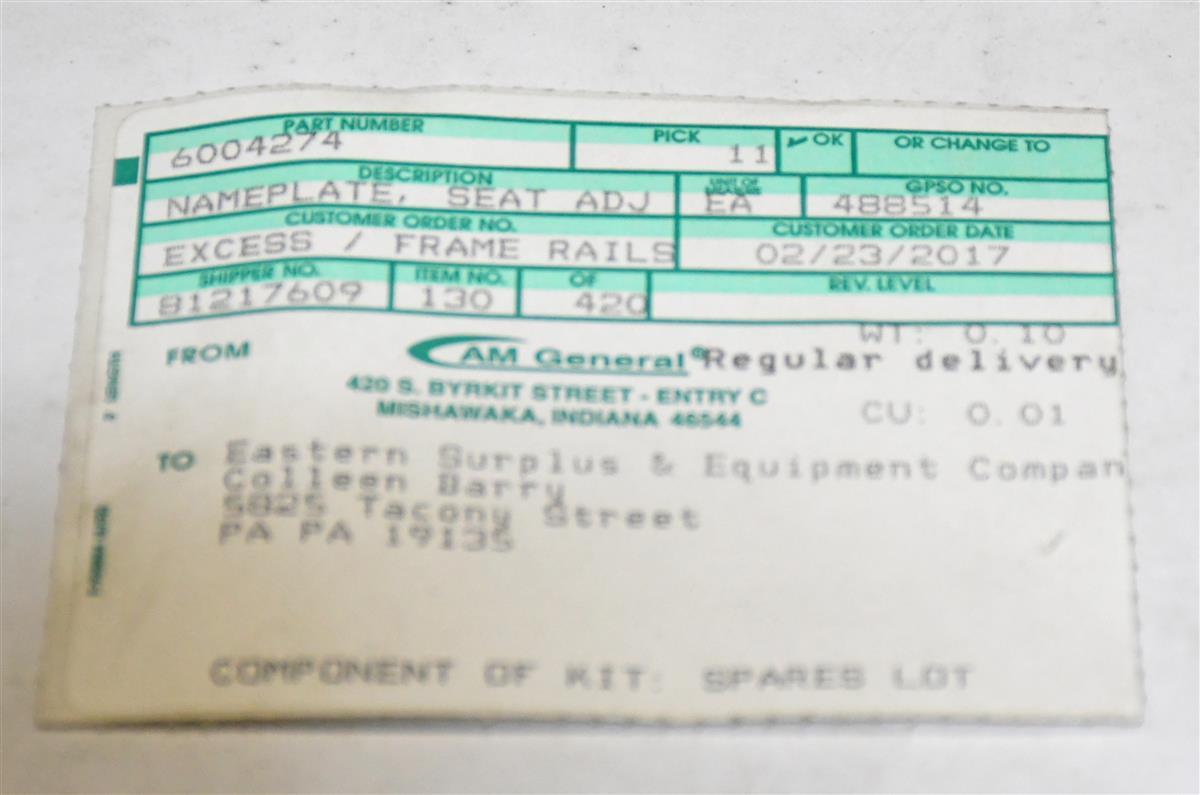 PART NUMBER PICK OK OR CHANGE TO
6004274 11
DESCRIPTION UNIT OF MEASURE GPSO NO.
NAMEPLATE, SEAT ADJ EA 488514
CUSTOMER ORDER NO. CUSTOMER ORDER DATE
EXCESS / FRAME RAILS 02/23/2017
SHIPPER NO. ITEM NO. OF REV. LEVEL
81217609 130 420
WT: 0.10
FROM AM General® Regular delivery
420 S. BYRKIT STREET - ENTRY C
MISHAWAKA, INDIANA 46544
CU: 0.01
TO Eastern Surplus & Equipment Compan
Colleen Barry
Tacony Street
PA PA 19135
COMPONENT OF KIT: SPARES LOT